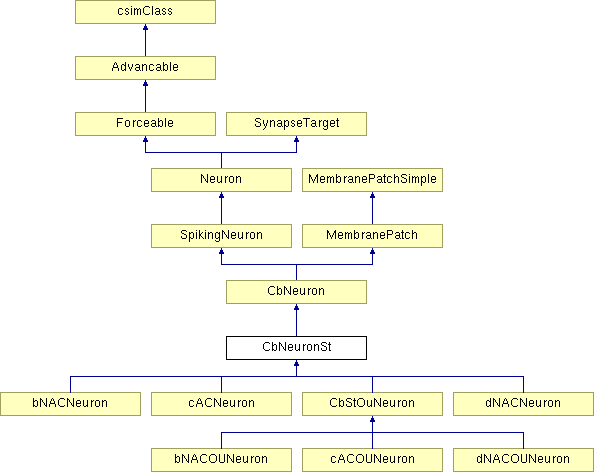 csimClass
Advancable
Forceable
SynapseTarget
Neuron
MembranePatchSimple
SpikingNeuron
MembranePatch
CbNeuron
CbNeuronSt
bNACNeuron
cACNeuron
CbStOuNeuron
dNACNeuron
bNACOUNeuron
cACOUNeuron
dNACOUNeuron